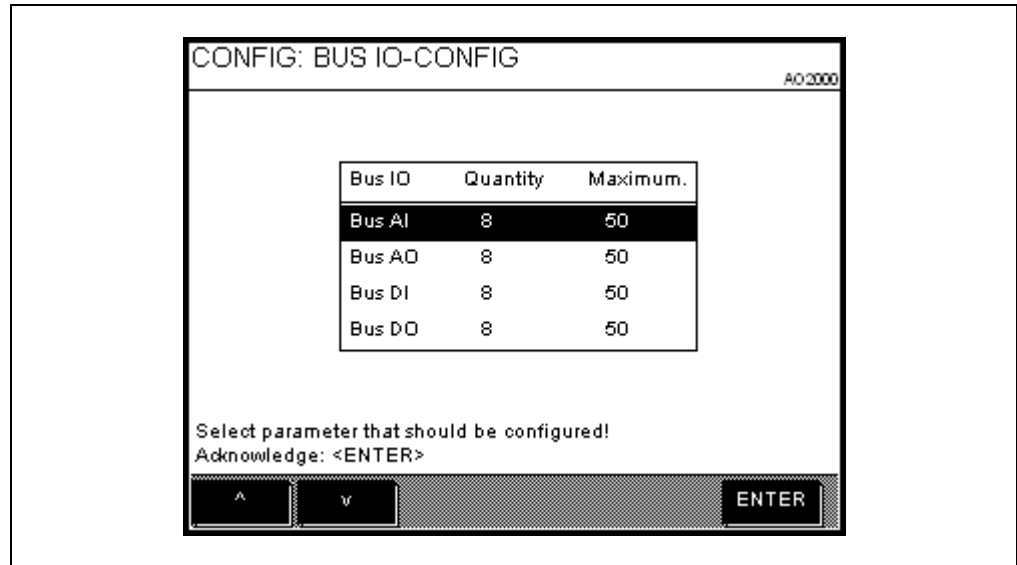 CONFIG: BUS IO-CONFIG
AO2000
Bus IO Quantity Maximum.
Bus AI 8 50
Bus AO 8 50
Bus DI 8 50
Bus DO 8 50
Select parameter that should be configured!
Acknowledge: <ENTER>
^ v ENTER